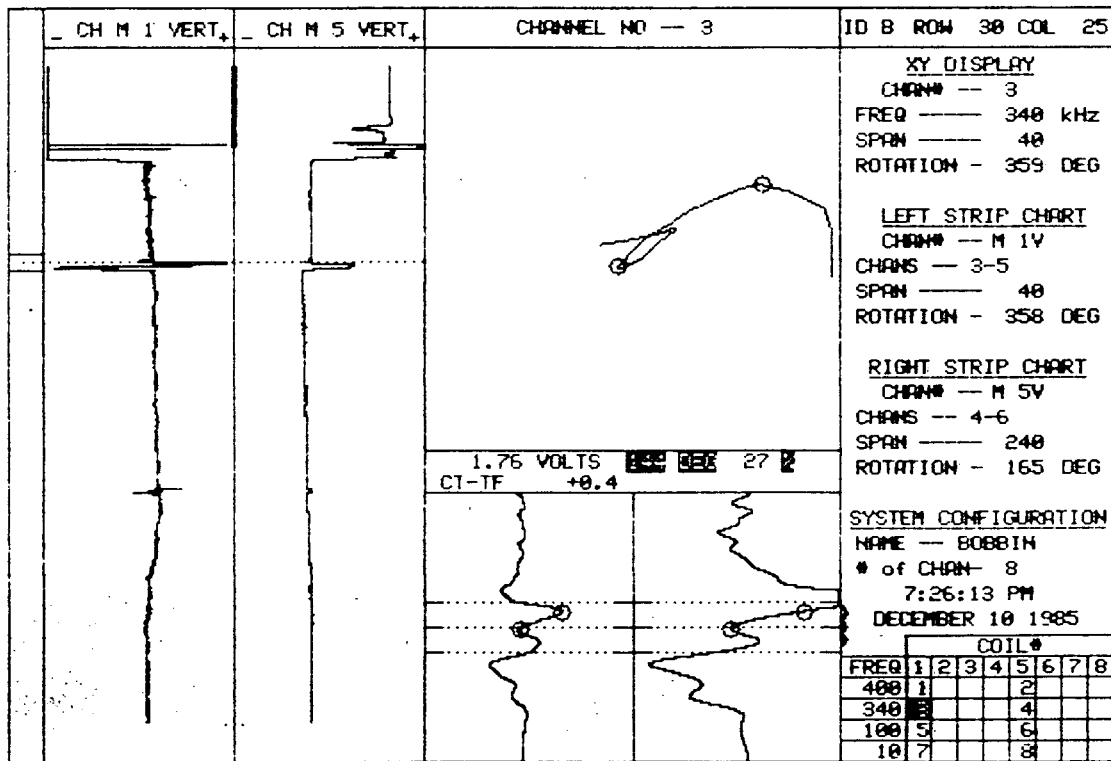 _ CH M 1 VERT +
_ CH M 5 VERT +
CHANNEL NO -- 3
ID B ROW 30 COL 25
XY DISPLAY
CHAN# -- 3
FREQ ----- 340 kHz
SPAN ----- 40
ROTATION - 359 DEG
LEFT STRIP CHART
CHAN# -- M 1V
CHANS -- 3-5
SPAN ----- 40
ROTATION - 358 DEG
RIGHT STRIP CHART
CHAN# -- M 5V
CHANS -- 4-6
SPAN ----- 240
ROTATION - 165 DEG
1.76 VOLTS DEG 27
CT-TF +0.4
SYSTEM CONFIGURATION
NAME -- BOBBIN
# of CHAN- 8
7:26:13 PM
DECEMBER 10 1985
COIL#
FREQ 1 2 3 4 5 6 7 8
400 1 2
340 3 4
100 5 6
10 7 8